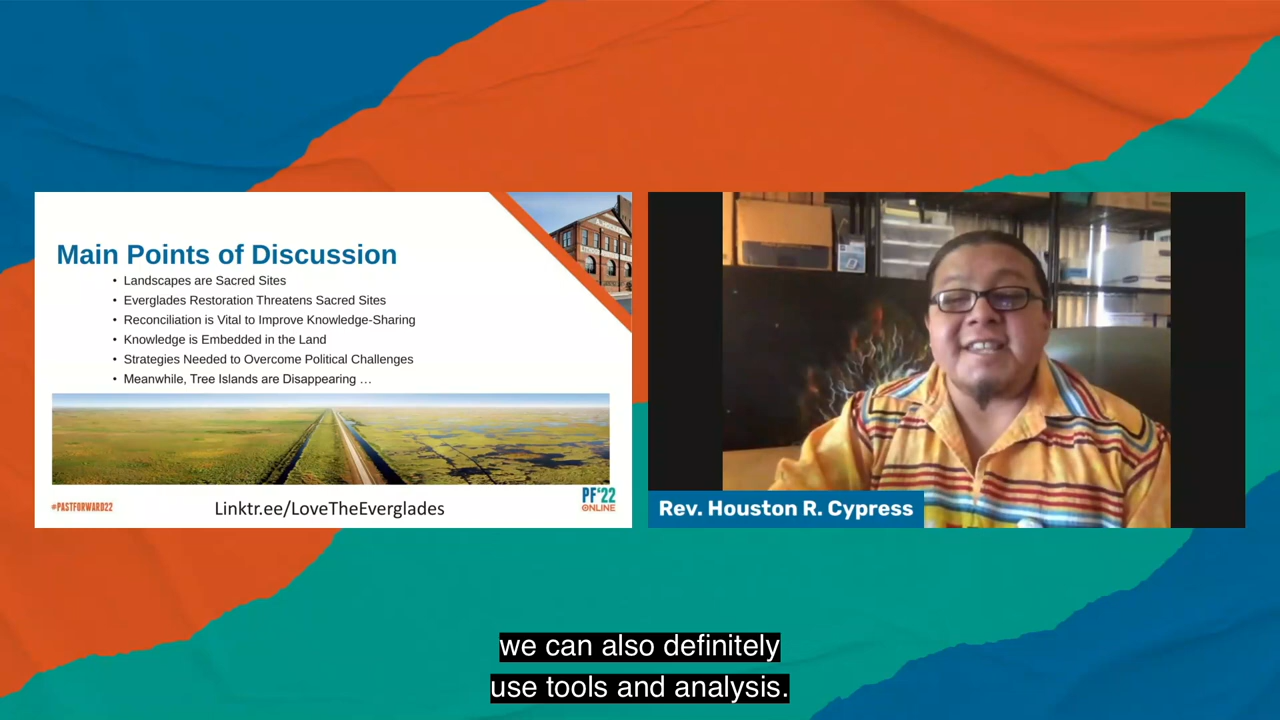 Main Points of Discussion
• Landscapes are Sacred Sites
• Everglades Restoration Threatens Sacred Sites
• Reconciliation is Vital to Improve Knowledge-Sharing
• Knowledge is Embedded in the Land
• Strategies Needed to Overcome Political Challenges
• Meanwhile, Tree Islands are Disappearing …
#PASTFORWARD22
Linktr.ee/LoveTheEverglades
PF'22
ONLINE
Rev. Houston R. Cypress
we can also definitely
use tools and analysis.